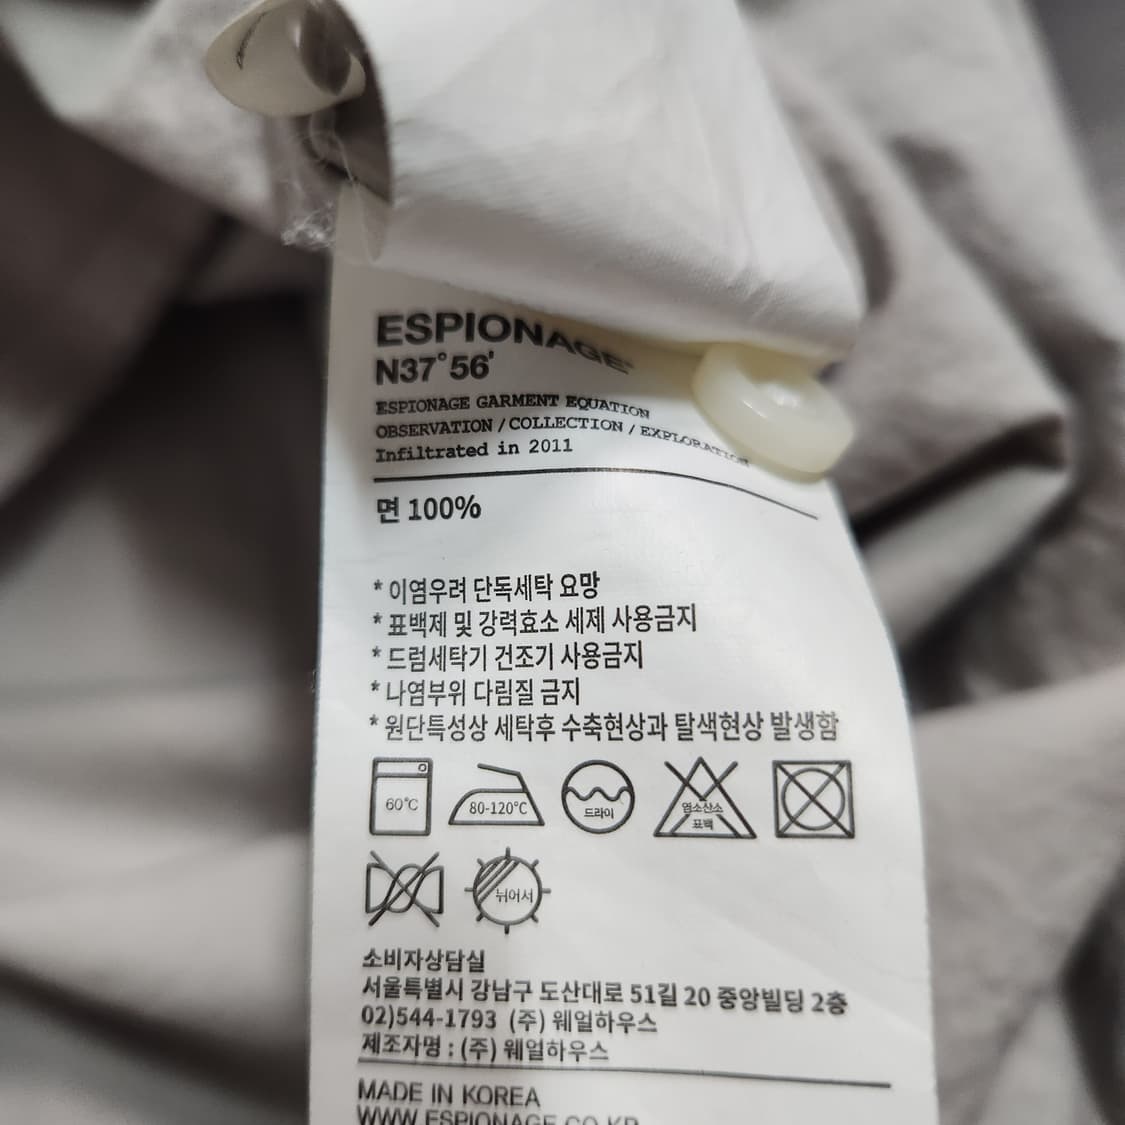 ESPIONAGE
N37°56'
ESPIONAGE GARMENT EQUATION
OBSERVATION / COLLECTION / EXPLORATION
Infiltrated in 2011
면 100%
* 이염우려 단독세탁 요망
* 표백제 및 강력효소 세제 사용금지
* 드럼세탁기 건조기 사용금지
* 나염부위 다림질 금지
* 원단특성상 세탁후 수축현상과 탈색현상 발생함
60℃
80-120℃
드라이
염소산소
표백
뉘어서
소비자상담실
서울특별시 강남구 도산대로 51길 20 중앙빌딩 2층
02)544-1793 (주) 웨얼하우스
제조자명 : (주) 웨얼하우스
MADE IN KOREA
WWW.ESPIONAGE.CO.KR